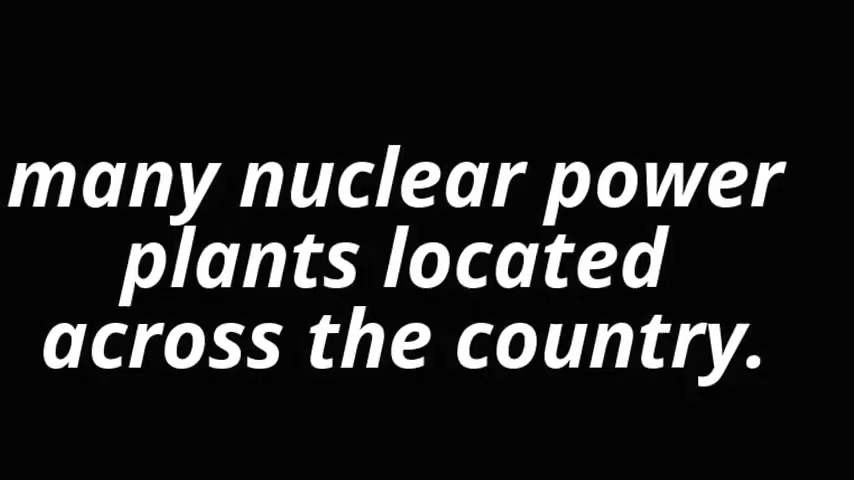 many nuclear power
plants located
across the country.